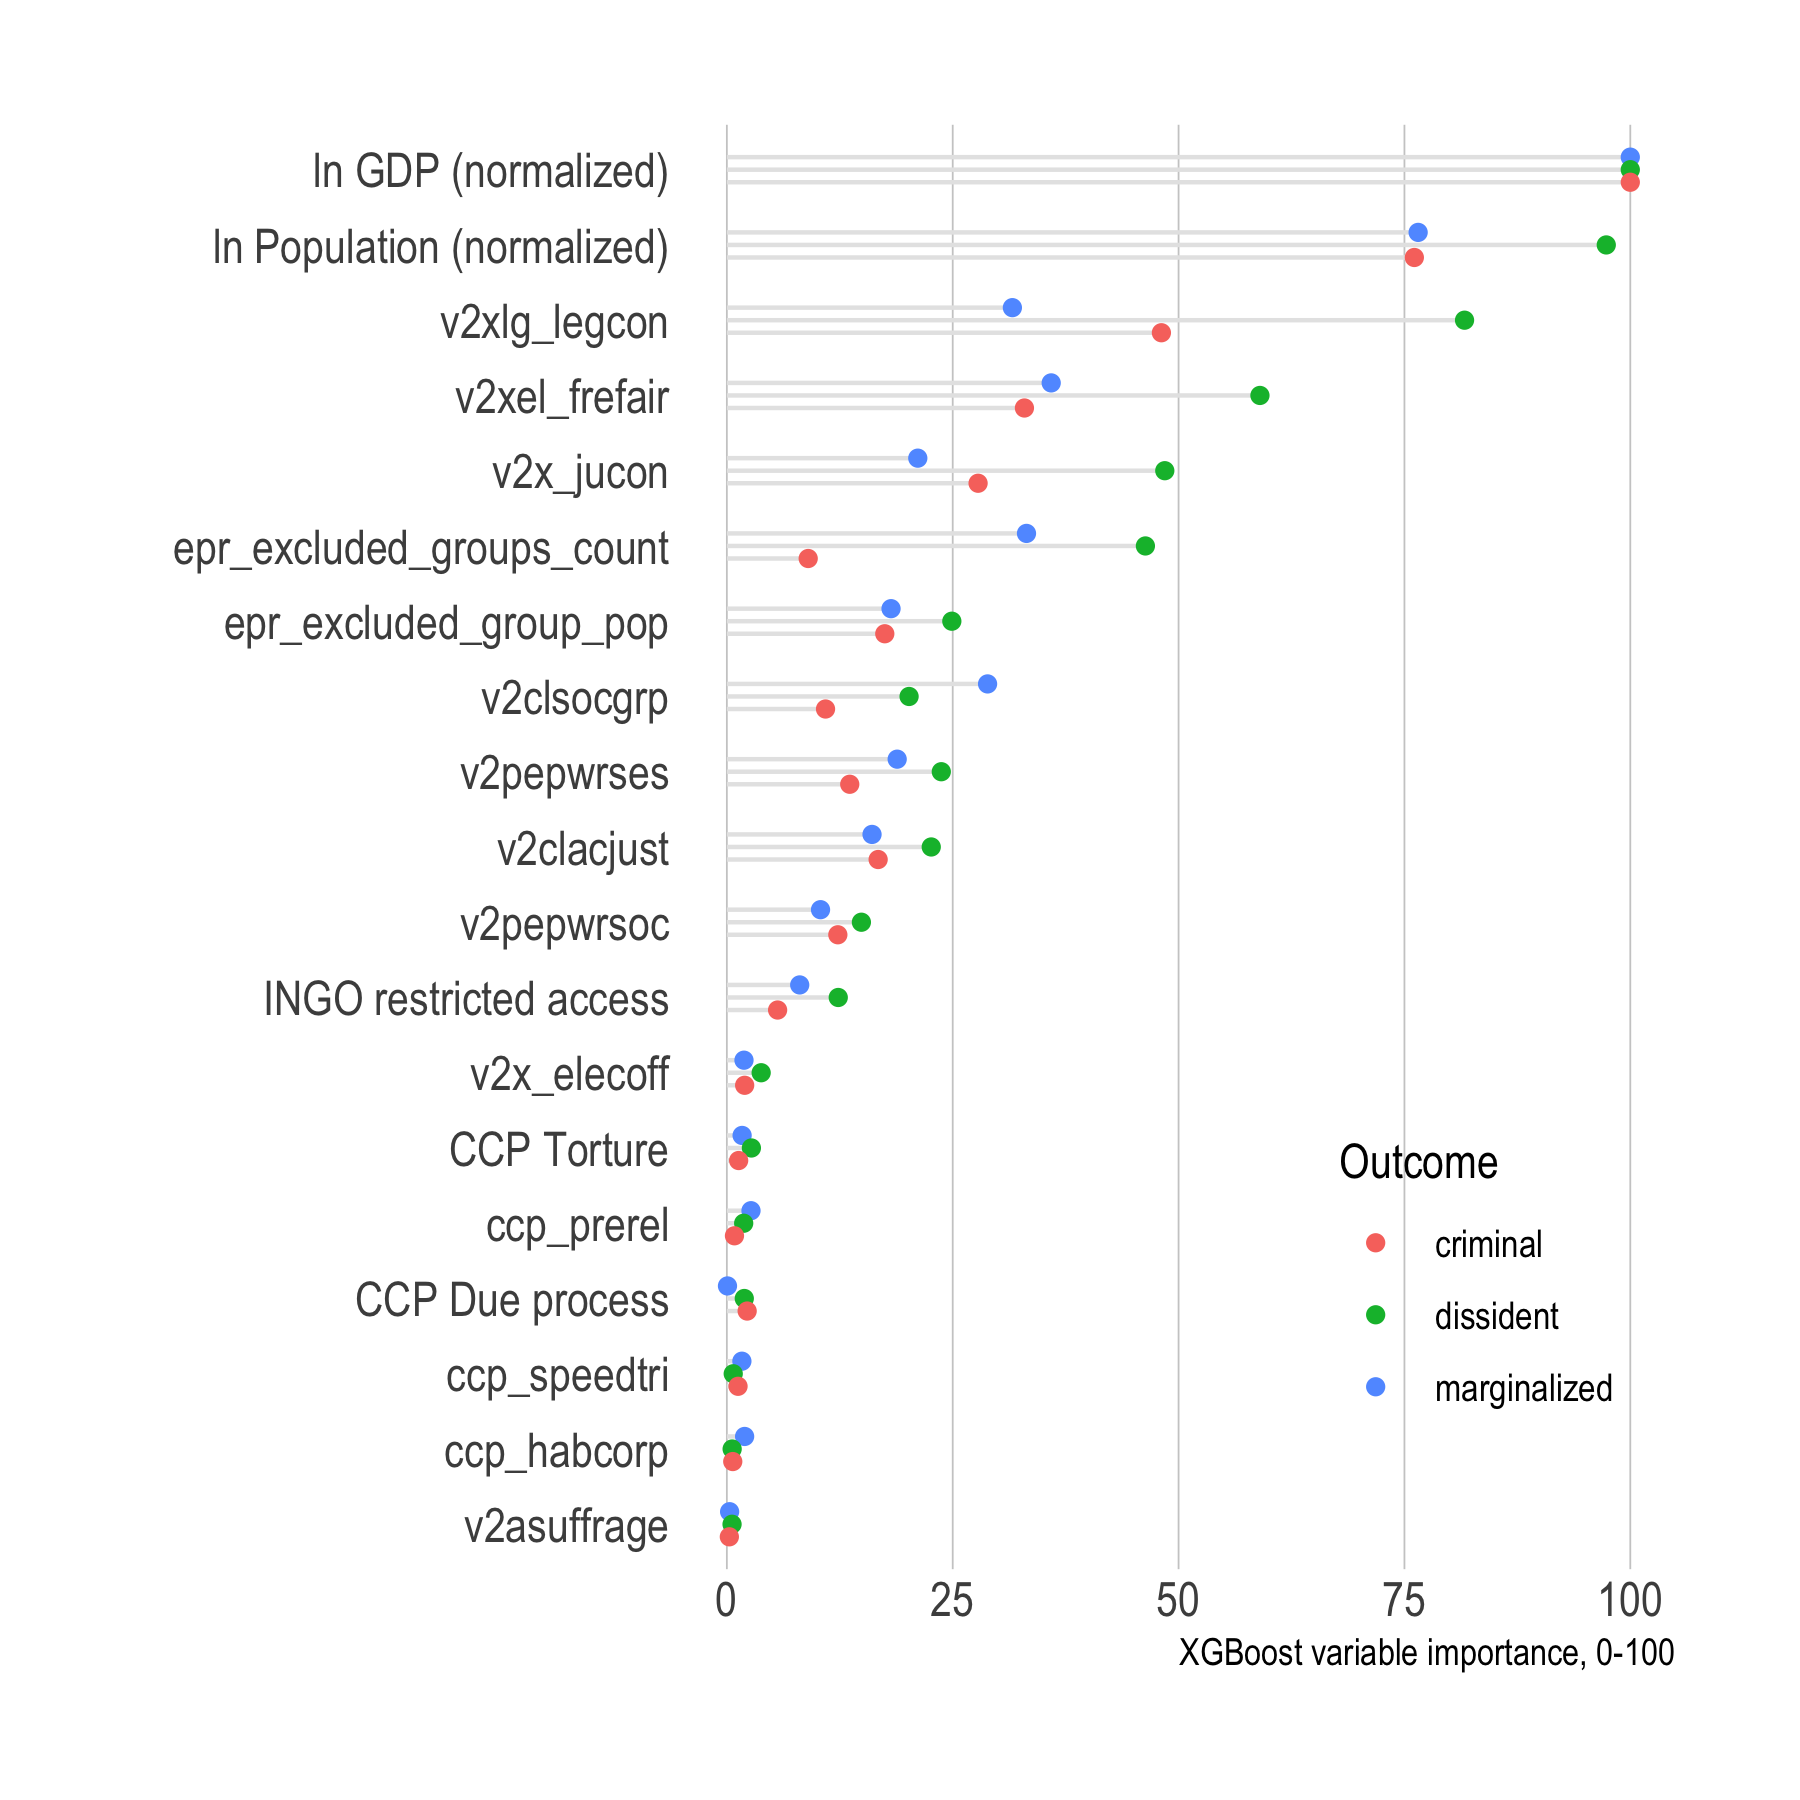 ln GDP (normalized)
ln Population (normalized)
v2xlg_legcon
v2xel_frefair
v2x_jucon
epr_excluded_groups_count
epr_excluded_group_pop
v2clsocgrp
v2pepwrses
v2clacjust
v2pepwrsoc
INGO restricted access
v2x_elecoff
CCP Torture
ccp_prerel
CCP Due process
ccp_speedtri
ccp_habcorp
v2asuffrage
Outcome
criminal
dissident
marginalized
0 25 50 75 100
XGBoost variable importance, 0-100